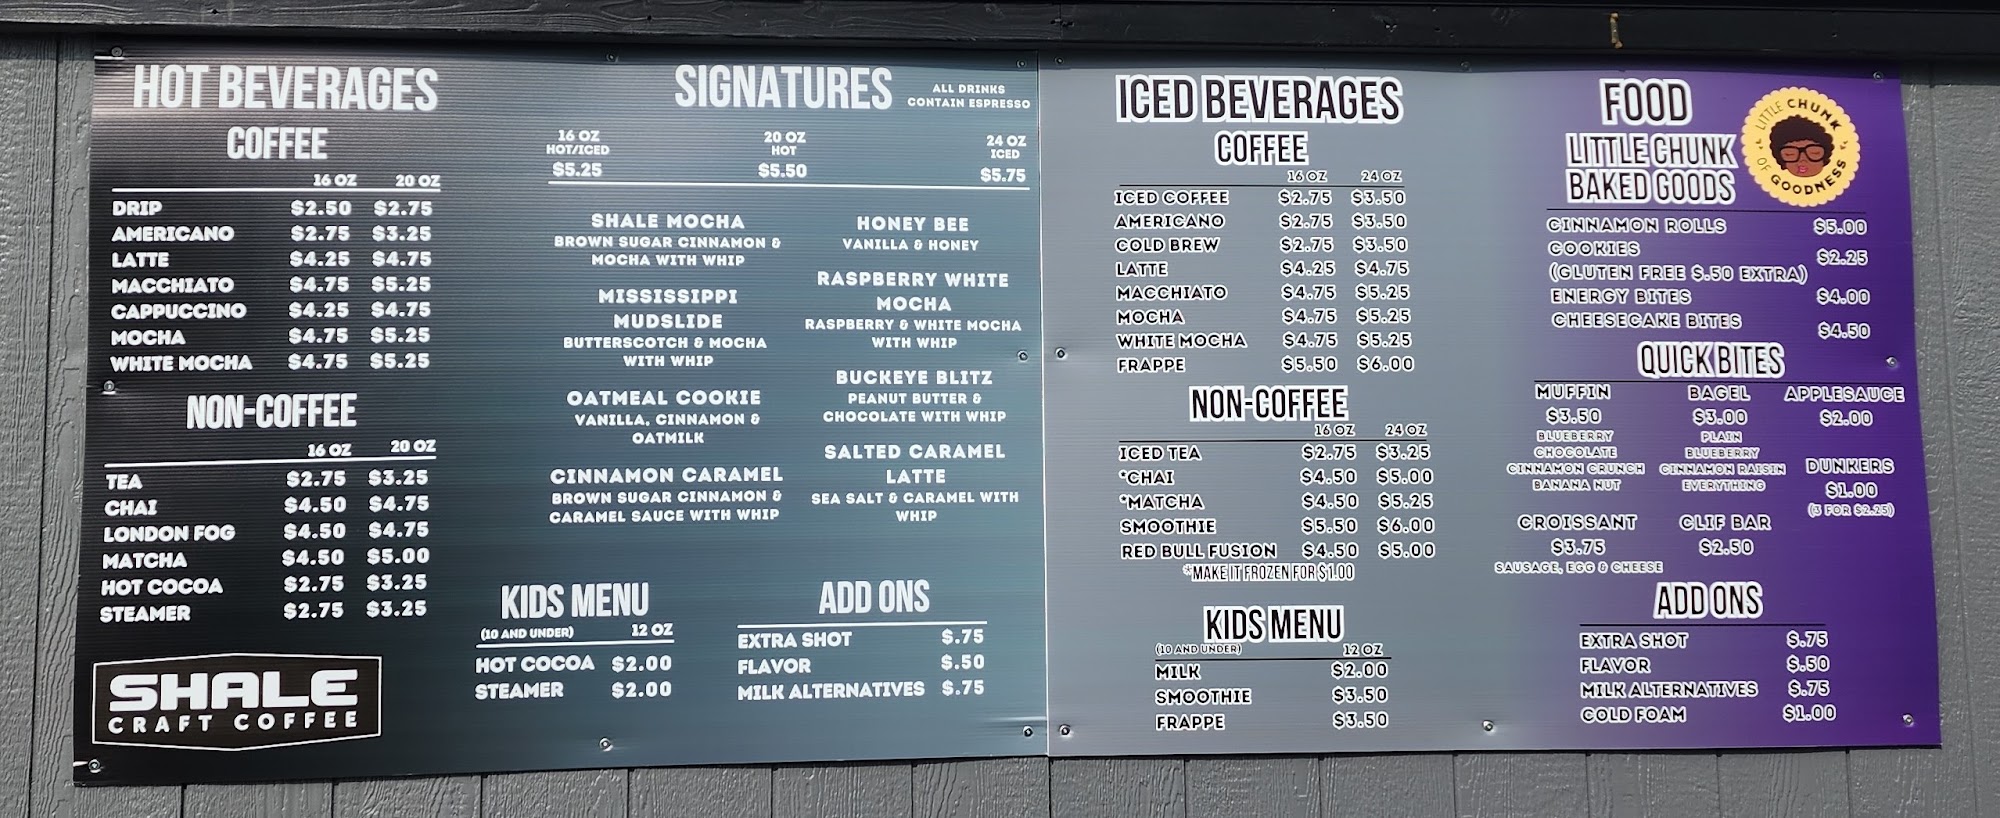 HOT BEVERAGES
COFFEE
16 OZ 20 OZ
DRIP $2.50 $2.75
AMERICANO $2.75 $3.25
LATTE $4.25 $4.75
MACCHIATO $4.75 $5.25
CAPPUCCINO $4.25 $4.75
MOCHA $4.75 $5.25
WHITE MOCHA $4.75 $5.25
NON-COFFEE
16 OZ 20 OZ
TEA $2.75 $3.25
CHAI $4.50 $4.75
LONDON FOG $4.50 $4.75
MATCHA $4.50 $5.00
HOT COCOA $2.75 $3.25
STEAMER $2.75 $3.25
SHALE
CRAFT COFFEE
SIGNATURES
ALL DRINKS
CONTAIN ESPRESSO
16 OZ 20 OZ 24 OZ
HOT/ICED HOT ICED
$5.25 $5.50 $5.75
SHALE MOCHA
BROWN SUGAR CINNAMON &
MOCHA WITH WHIP
MISSISSIPPI
MUDSLIDE
BUTTERSCOTCH & MOCHA
WITH WHIP
OATMEAL COOKIE
VANILLA, CINNAMON &
OATMILK
CINNAMON CARAMEL
BROWN SUGAR CINNAMON &
CARAMEL SAUCE WITH WHIP
HONEY BEE
VANILLA & HONEY
RASPBERRY WHITE
MOCHA
RASPBERRY & WHITE MOCHA
WITH WHIP
BUCKEYE BLITZ
PEANUT BUTTER &
CHOCOLATE WITH WHIP
SALTED CARAMEL
LATTE
SEA SALT & CARAMEL WITH
WHIP
KIDS MENU
(10 AND UNDER) 12 OZ
HOT COCOA $2.00
STEAMER $2.00
ADD ONS
EXTRA SHOT $.75
FLAVOR $.50
MILK ALTERNATIVES $.75
ICED BEVERAGES
COFFEE
16 OZ 24 OZ
ICED COFFEE $2.75 $3.50
AMERICANO $2.75 $3.50
COLD BREW $2.75 $3.50
LATTE $4.25 $4.75
MACCHIATO $4.75 $5.25
MOCHA $4.75 $5.25
WHITE MOCHA $4.75 $5.25
FRAPPE $5.50 $6.00
NON-COFFEE
16 OZ 24 OZ
ICED TEA $2.75 $3.25
*CHAI $4.50 $5.00
*MATCHA $4.50 $5.25
SMOOTHIE $5.50 $6.00
RED BULL FUSION $4.50 $5.00
*MAKE IT FROZEN FOR $1.00
KIDS MENU
(10 AND UNDER) 12 OZ
MILK $2.00
SMOOTHIE $3.50
FRAPPE $3.50
FOOD
LITTLE CHUNK
BAKED GOODS
LITTLE CHUNK
OF GOODNESS
CINNAMON ROLLS $5.00
COOKIES $2.25
(GLUTEN FREE $.50 EXTRA)
ENERGY BITES $4.00
CHEESECAKE BITES $4.50
QUICK BITES
MUFFIN
$3.50
BLUEBERRY
CHOCOLATE
CINNAMON CRUNCH
BANANA NUT
BAGEL
$3.00
PLAIN
BLUEBERRY
CINNAMON RAISIN
EVERYTHING
APPLESAUCE
$2.00
DUNKERS
$1.00
(3 FOR $2.25)
CROISSANT
$3.75
SAUSAGE, EGG & CHEESE
CLIF BAR
$2.50
ADD ONS
EXTRA SHOT $.75
FLAVOR $.50
MILK ALTERNATIVES $.75
COLD FOAM $1.00